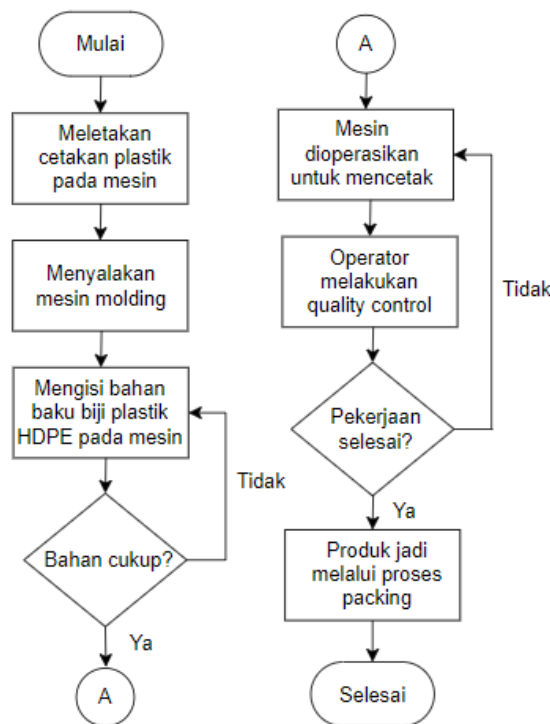 Mulai
Meletakan
cetakan plastik
pada mesin
Menyalakan
mesin molding
Mengisi bahan
baku biji plastik
HDPE pada mesin
Tidak
Bahan cukup?
Ya
A
A
Mesin
dioperasikan
untuk mencetak
Operator
melakukan
quality control
Tidak
Pekerjaan
selesai?
Ya
Produk jadi
melalui proses
packing
Selesai